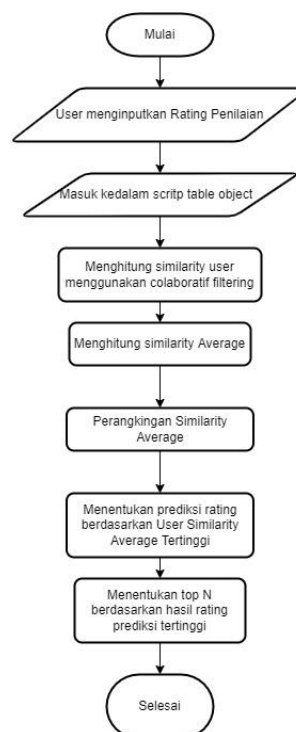 Mulai
User menginputkan Rating Penilaian
Masuk kedalam scritp table object
Menghitung similarity user
menggunakan colaboratif filtering
Menghitung similarity Average
Perangkingan Similarity
Average
Menentukan prediksi rating
berdasarkan User Similarity
Average Tertinggi
Menentukan top N
berdasarkan hasil rating
prediksi tertinggi
Selesai